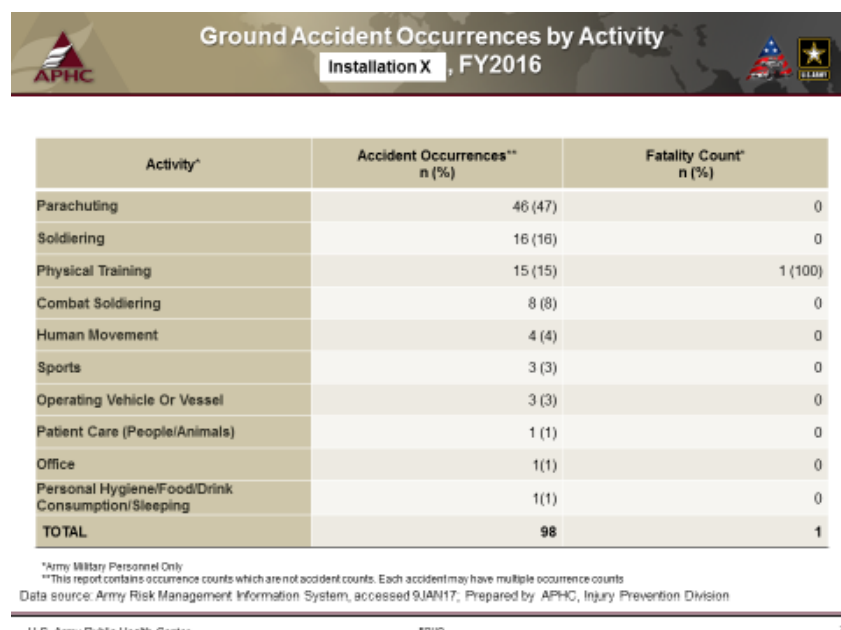 Ground Accident Occurrences by Activity
Installation X , FY2016
APHC
U.S. ARMY
Activity^ Accident Occurrences** Fatality Count*
n (%) n (%)
Parachuting 46 (47) 0
Soldiering 16 (16) 0
Physical Training 15 (15) 1 (100)
Combat Soldiering 8 (8) 0
Human Movement 4 (4) 0
Sports 3 (3) 0
Operating Vehicle Or Vessel 3 (3) 0
Patient Care (People/Animals) 1 (1) 0
Office 1(1) 0
Personal Hygiene/Food/Drink
Consumption/Sleeping 1(1) 0
TOTAL 98 1
*Army Military Personnel Only
**This report contains occurrence counts which are not accident counts. Each accident may have multiple occurrence counts
Data source: Army Risk Management Information System, accessed 9JAN17; Prepared by APHC, Injury Prevention Division